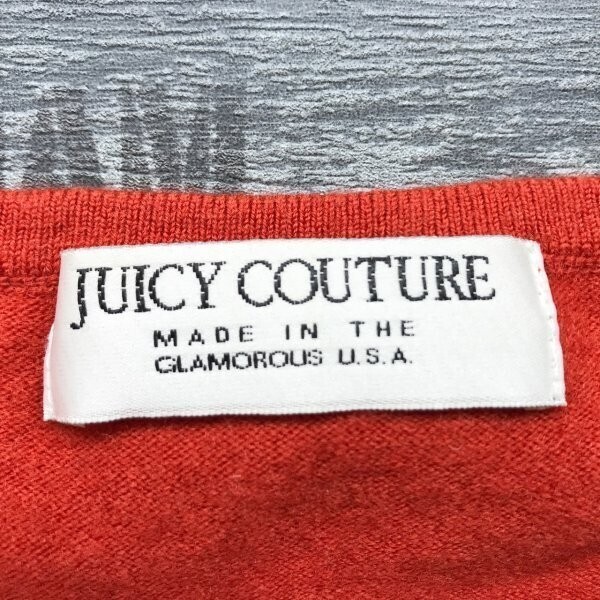 JUICY COUTURE
MADE IN THE
GLAMOROUS U.S.A.